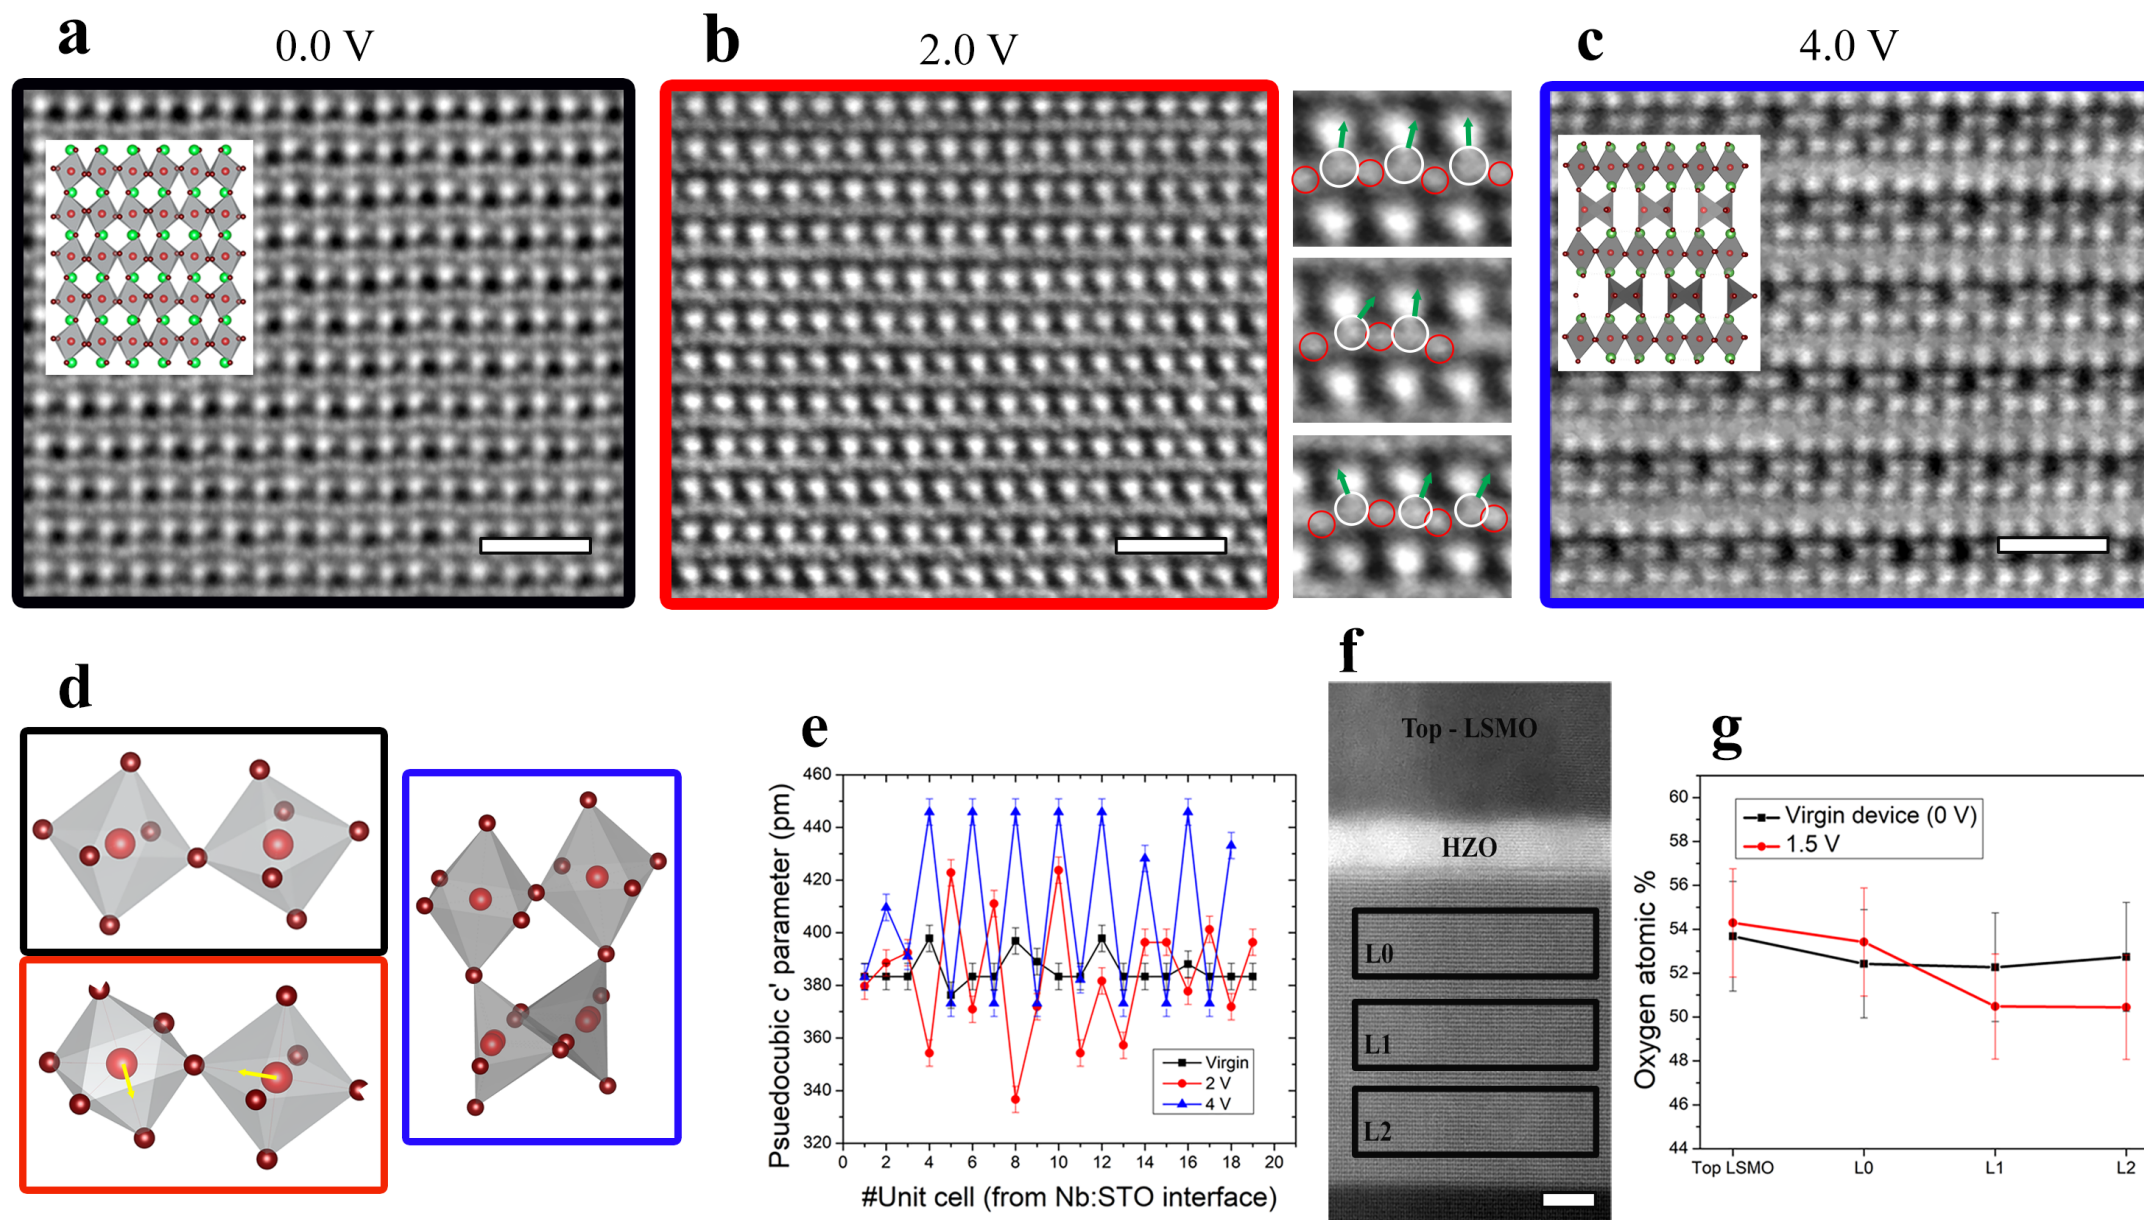 a
0.0 V
b
2.0 V
c
4.0 V
d
e
Psuedocubic c' parameter (pm)
460
440
420
400
380
360
340
320
0 2 4 6 8 10 12 14 16 18 20
#Unit cell (from Nb:STO interface)
Virgin
2 V
4 V
f
Top - LSMO
HZO
L0
L1
L2
g
Oxygen atomic %
60
58
56
54
52
50
48
46
44
Virgin device (0 V)
1.5 V
Top LSMO L0 L1 L2